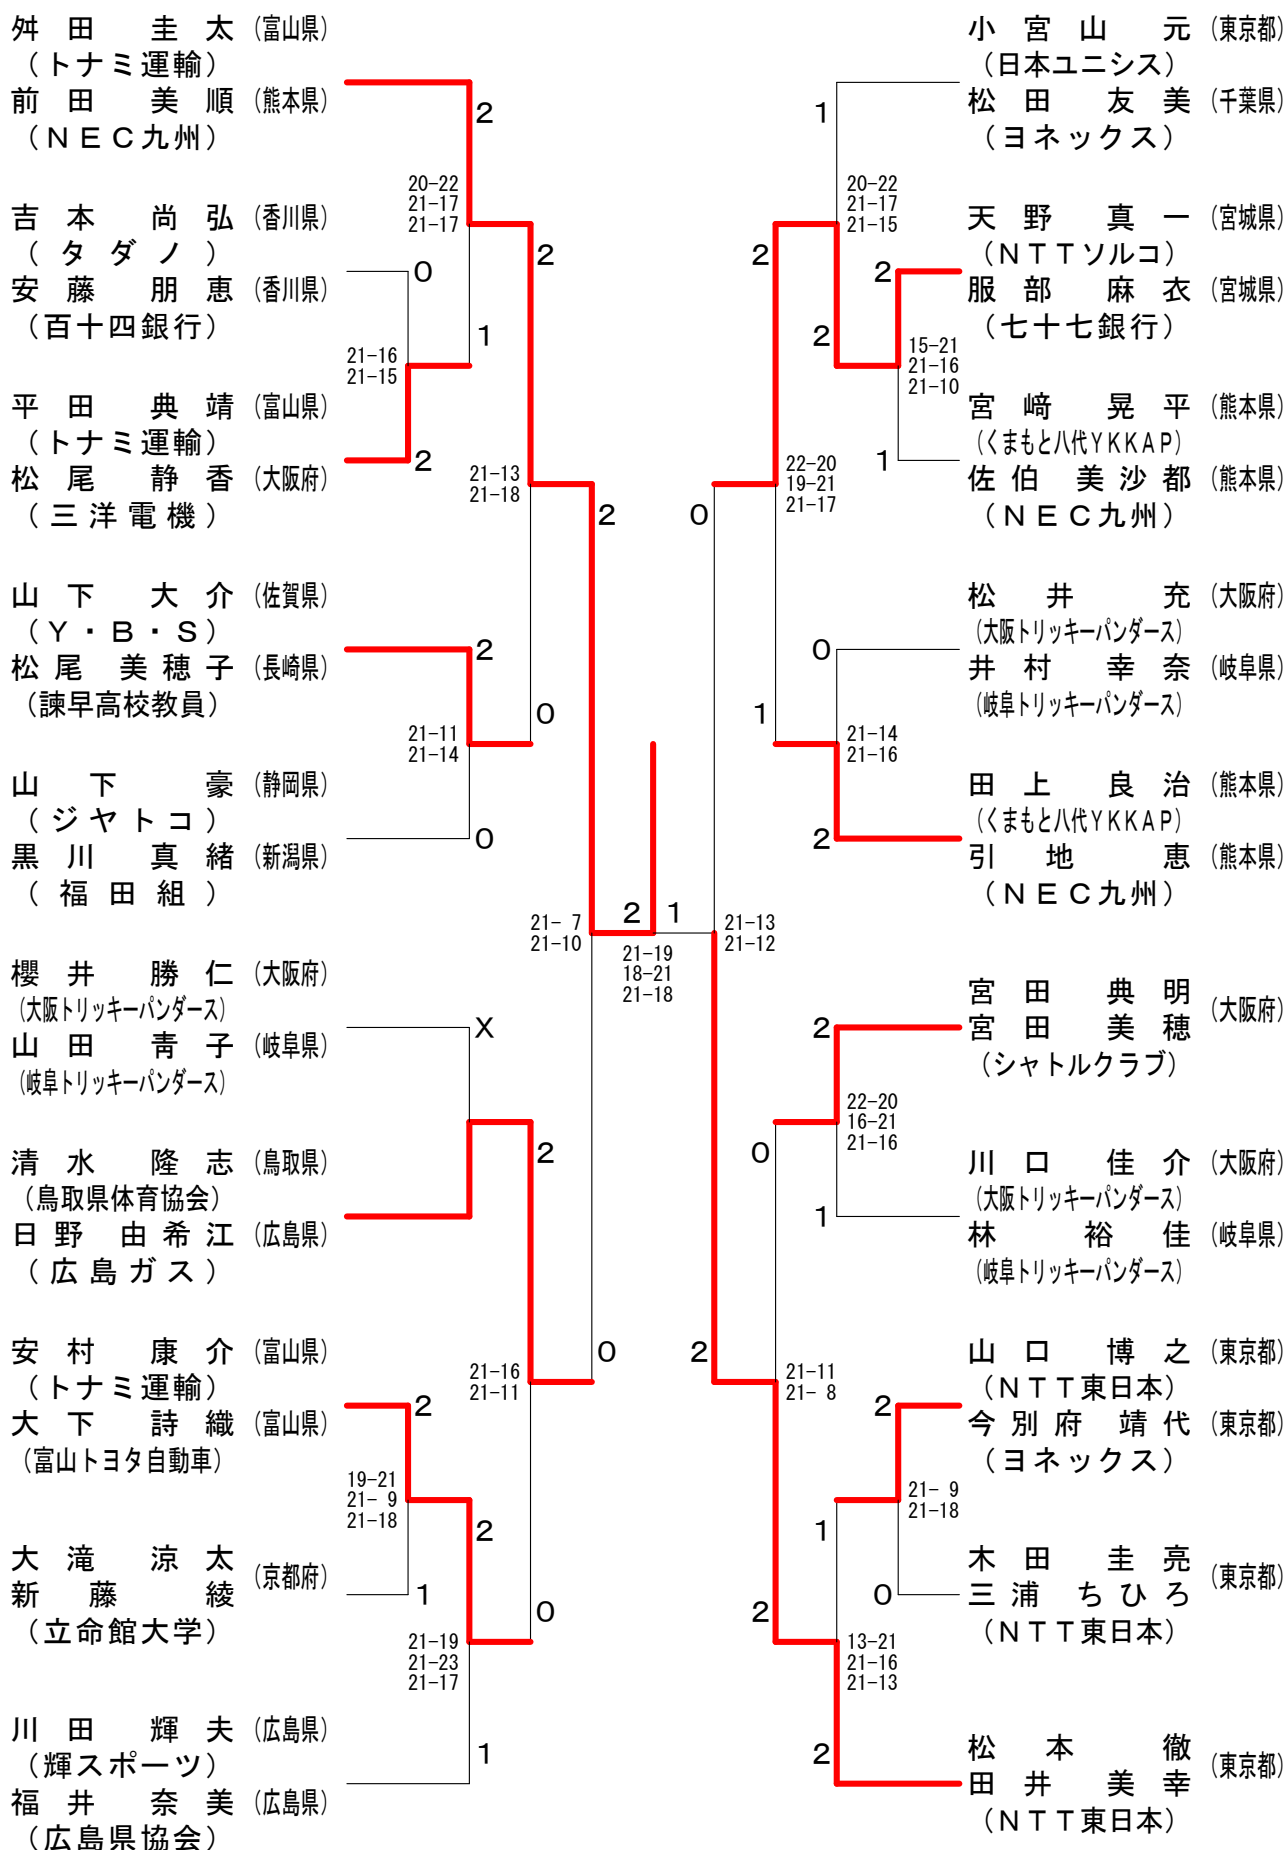 舛田 圭太 (富山県)
(トナミ運輸)
前田 美順 (熊本県)
(NEC九州)
2
20-22
21-17
21-17
吉本 尚弘 (香川県)
(タダノ)
安藤 朋恵 (香川県)
(百十四銀行)
0
2
1
21-16
21-15
平田 典靖 (富山県)
(トナミ運輸)
松尾 静香 (大阪府)
(三洋電機)
2
21-13
21-18
2
山下 大介 (佐賀県)
(Y・B・S)
松尾 美穂子 (長崎県)
(諫早高校教員)
2
0
21-11
21-14
山下 豪 (静岡県)
(ジヤトコ)
黒川 真緒 (新潟県)
(福田組)
0
21- 7
21-10
2 1
21-19
18-21
21-18
櫻井 勝仁 (大阪府)
(大阪トリッキーパンダース)
山田 青子 (岐阜県)
(岐阜トリッキーパンダース)
X
清水 隆志 (鳥取県)
(鳥取県体育協会)
日野 由希江 (広島県)
(広島ガス)
2
安村 康介 (富山県)
(トナミ運輸)
大下 詩織 (富山県)
(富山トヨタ自動車)
2
21-16
21-11
0
19-21
21- 9
21-18
2
大滝 涼太
新藤 綾
(京都府)
(立命館大学)
1
0
21-19
21-23
21-17
川田 輝夫 (広島県)
(輝スポーツ)
福井 奈美 (広島県)
(広島県協会)
1
小宮山 元 (東京都)
(日本ユニシス)
松田 友美 (千葉県)
(ヨネックス)
1
20-22
21-17
21-15
天野 真一 (宮城県)
(NTTソルコ)
服部 麻衣 (宮城県)
(七十七銀行)
2
2
2
15-21
21-16
21-10
宮﨑 晃平 (熊本県)
(くまもと八代YKKAP)
佐伯 美沙都 (熊本県)
(NEC九州)
1
22-20
19-21
21-17
0
松井 充 (大阪府)
(大阪トリッキーパンダース)
井村 幸奈 (岐阜県)
(岐阜トリッキーパンダース)
0
1
21-14
21-16
田上 良治 (熊本県)
(くまもと八代YKKAP)
引地 恵 (熊本県)
(NEC九州)
2
21-13
21-12
宮田 典明
宮田 美穂
(大阪府)
(シャトルクラブ)
2
22-20
16-21
21-16
0
川口 佳介 (大阪府)
(大阪トリッキーパンダース)
林 裕佳 (岐阜県)
(岐阜トリッキーパンダース)
1
山口 博之 (東京都)
(NTT東日本)
今別府 靖代 (東京都)
(ヨネックス)
2
2
21-11
21- 8
21- 9
21-18
1
木田 圭亮
三浦 ちひろ
(東京都)
(NTT東日本)
0
2
13-21
21-16
21-13
松本 徹
田井 美幸
(東京都)
(NTT東日本)
2